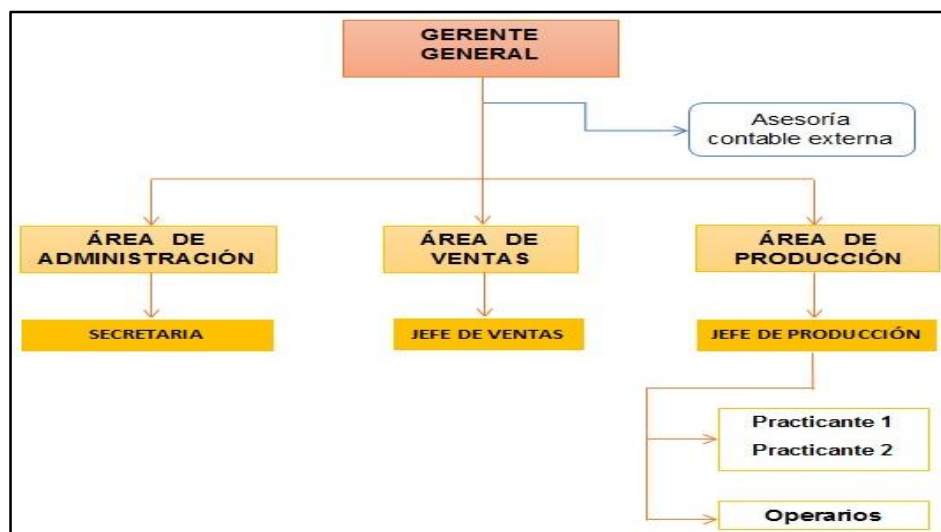 GERENTE
GENERAL
Asesoría
contable externa
ÁREA DE
ADMINISTRACIÓN
ÁREA DE
VENTAS
ÁREA DE
PRODUCCIÓN
SECRETARIA
JEFE DE VENTAS
JEFE DE PRODUCCIÓN
Practicante 1
Practicante 2
Operarios